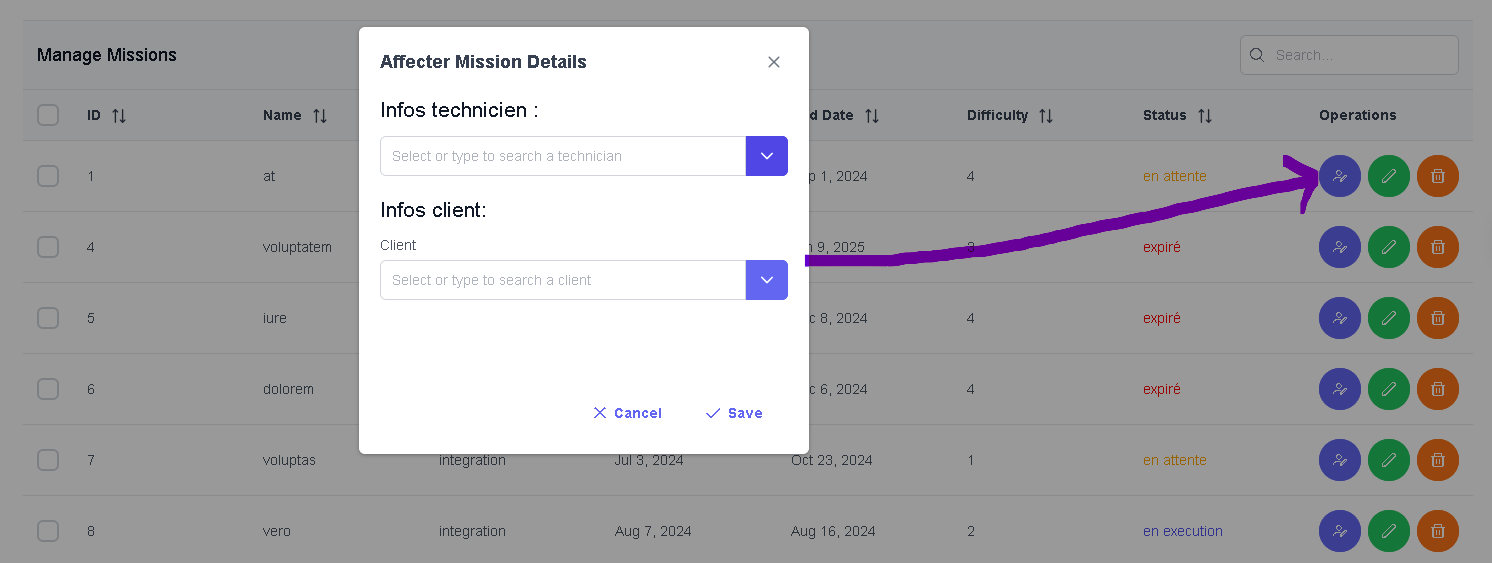 Manage Missions
Search...
Affecter Mission Details
Infos technicien :
Select or type to search a technician
Infos client:
Client
Select or type to search a client
Cancel Save
ID Name Date Difficulty Status Operations
1 at 1, 2024 4 en attente
4 voluptatem 9, 2025 expiré
5 iure 8, 2024 4 expiré
6 dolorem 6, 2024 4 expiré
7 voluptas integration Jul 3, 2024 Oct 23, 2024 1 en attente
8 vero integration Aug 7, 2024 Aug 16, 2024 2 en execution